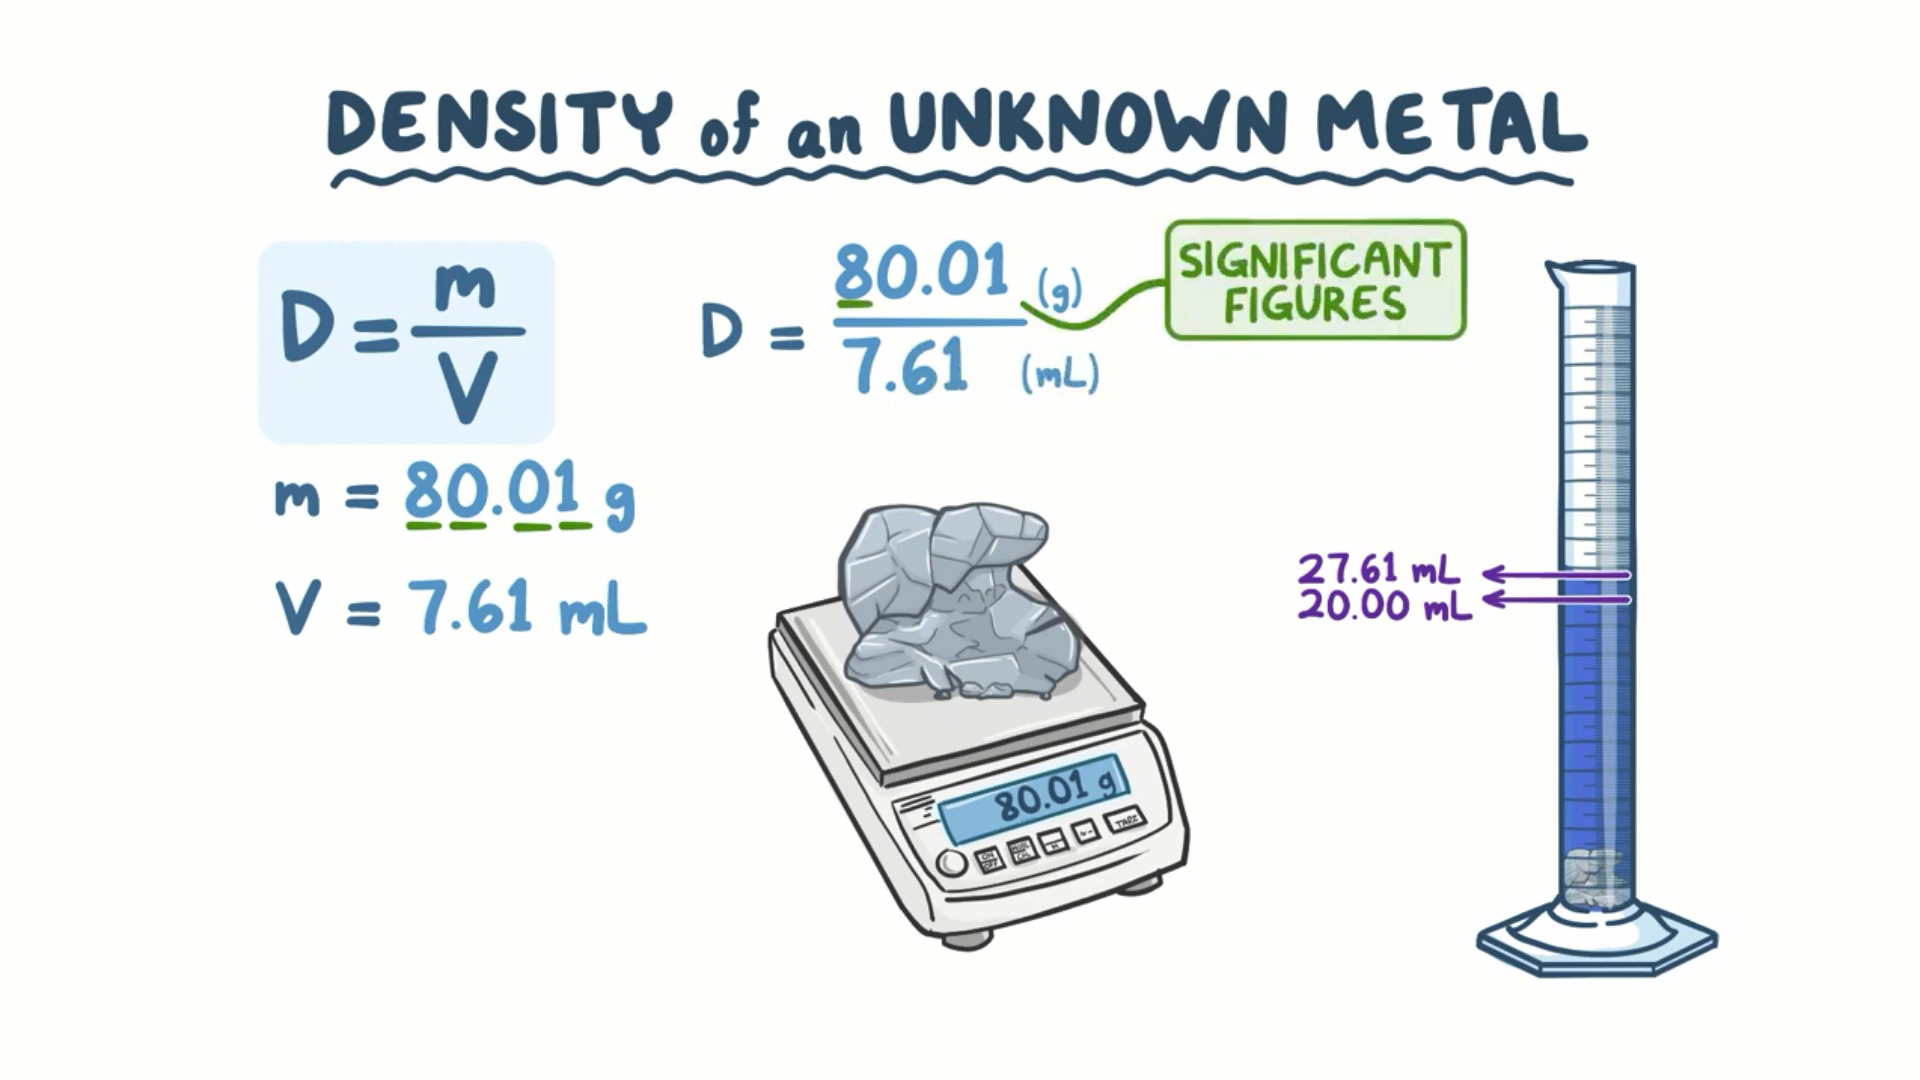 DENSITY of an UNKNOWN METAL
D = m/V
D = 80.01 (g) / 7.61 (mL)
SIGNIFICANT
FIGURES
m = 80.01 g
V = 7.61 mL
27.61 mL
20.00 mL
80.01 g
ON
OFF
TARE